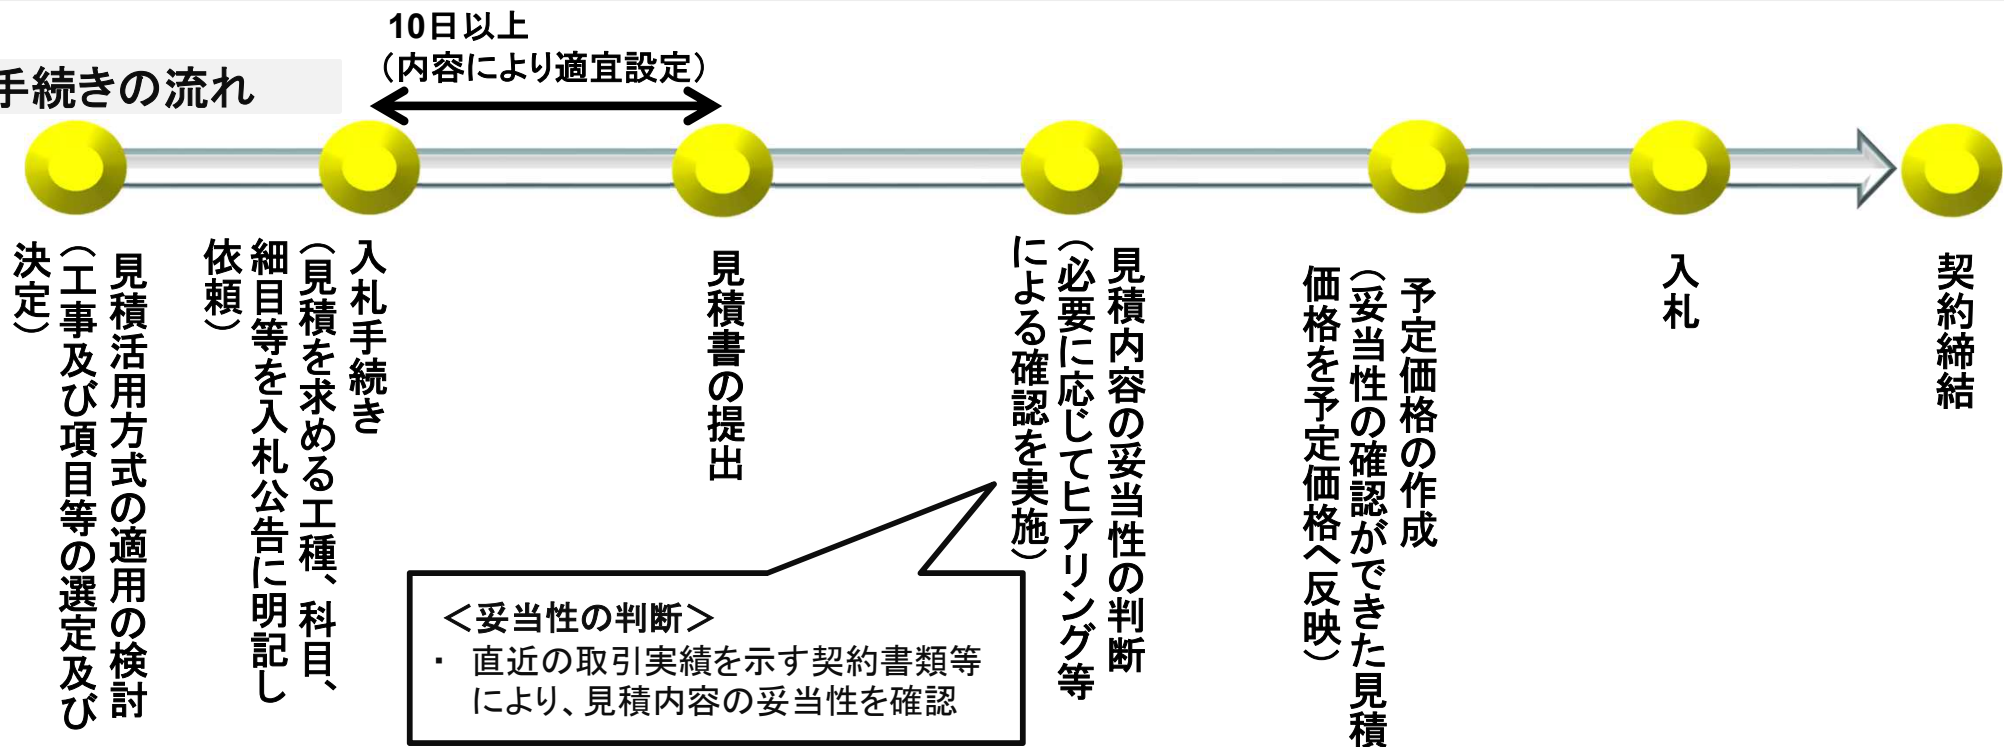 10日以上
（内容により適宜設定）
手続きの流れ
見積活用方式の適用の検討
（工事及び項目等の選定及び
決定）
入札手続き
（見積を求める工種、科目、
細目等を入札公告に明記し
依頼）
見積書の提出
見積内容の妥当性の判断
（必要に応じてヒアリング等
による確認を実施）
予定価格の作成
（妥当性の確認ができた見積
価格を予定価格へ反映）
入札
契約締結
＜妥当性の判断＞
・ 直近の取引実績を示す契約書類等
により、見積内容の妥当性を確認